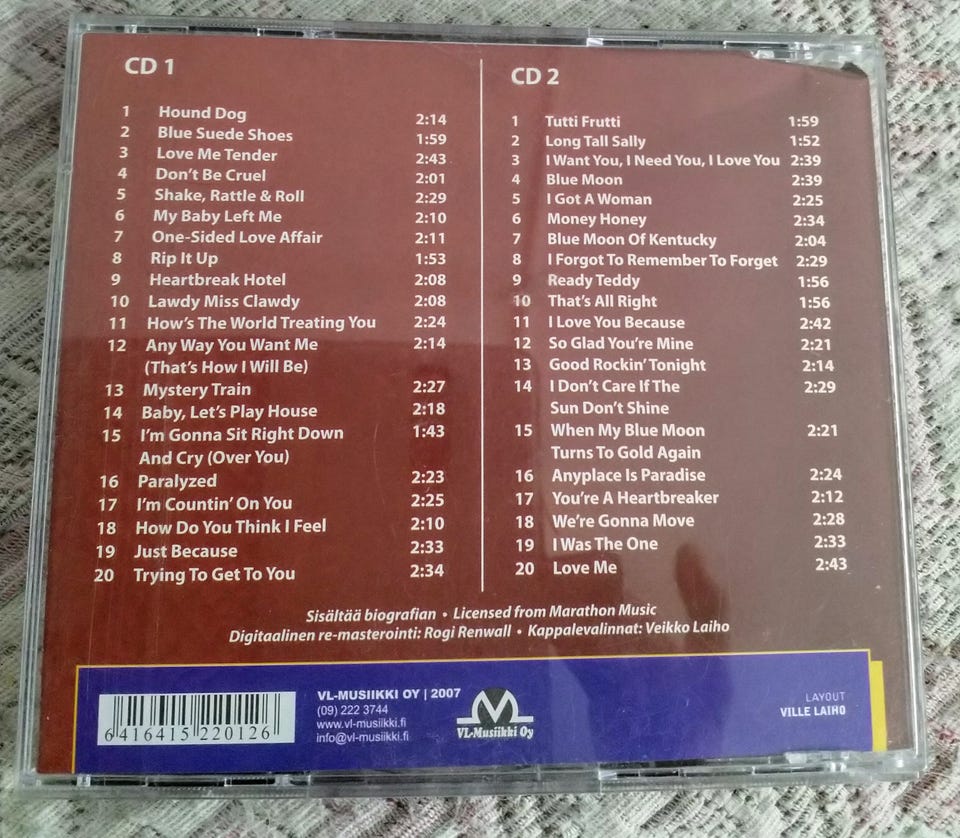 CD 1
1 Hound Dog 2:14
2 Blue Suede Shoes 1:59
3 Love Me Tender 2:43
4 Don't Be Cruel 2:01
5 Shake, Rattle & Roll 2:29
6 My Baby Left Me 2:10
7 One-Sided Love Affair 2:11
8 Rip It Up 1:53
9 Heartbreak Hotel 2:08
10 Lawdy Miss Clawdy 2:08
11 How's The World Treating You 2:24
12 Any Way You Want Me 2:14
(That's How I Will Be)
13 Mystery Train 2:27
14 Baby, Let's Play House 2:18
15 I'm Gonna Sit Right Down 1:43
And Cry (Over You)
16 Paralyzed 2:23
17 I'm Countin' On You 2:25
18 How Do You Think I Feel 2:10
19 Just Because 2:33
20 Trying To Get To You 2:34
CD 2
1 Tutti Frutti 1:59
2 Long Tall Sally 1:52
3 I Want You, I Need You, I Love You 2:39
4 Blue Moon 2:39
5 I Got A Woman 2:25
6 Money Honey 2:34
7 Blue Moon Of Kentucky 2:04
8 I Forgot To Remember To Forget 2:29
9 Ready Teddy 1:56
10 That's All Right 1:56
11 I Love You Because 2:42
12 So Glad You're Mine 2:21
13 Good Rockin' Tonight 2:14
14 I Don't Care If The 2:29
Sun Don't Shine
15 When My Blue Moon 2:21
Turns To Gold Again
16 Anyplace Is Paradise 2:24
17 You're A Heartbreaker 2:12
18 We're Gonna Move 2:28
19 I Was The One 2:33
20 Love Me 2:43
Sisältää biografian • Licensed from Marathon Music
Digitaalinen re-masterointi: Rogi Renwall • Kappalevalinnat: Veikko Laiho
6 416415 220126
VL-MUSIIKKI OY | 2007
(09) 222 3744
www.vl-musiikki.fi
info@vl-musiikki.fi
VL-Musiikki Oy
LAYOUT
VILLE LAIHO